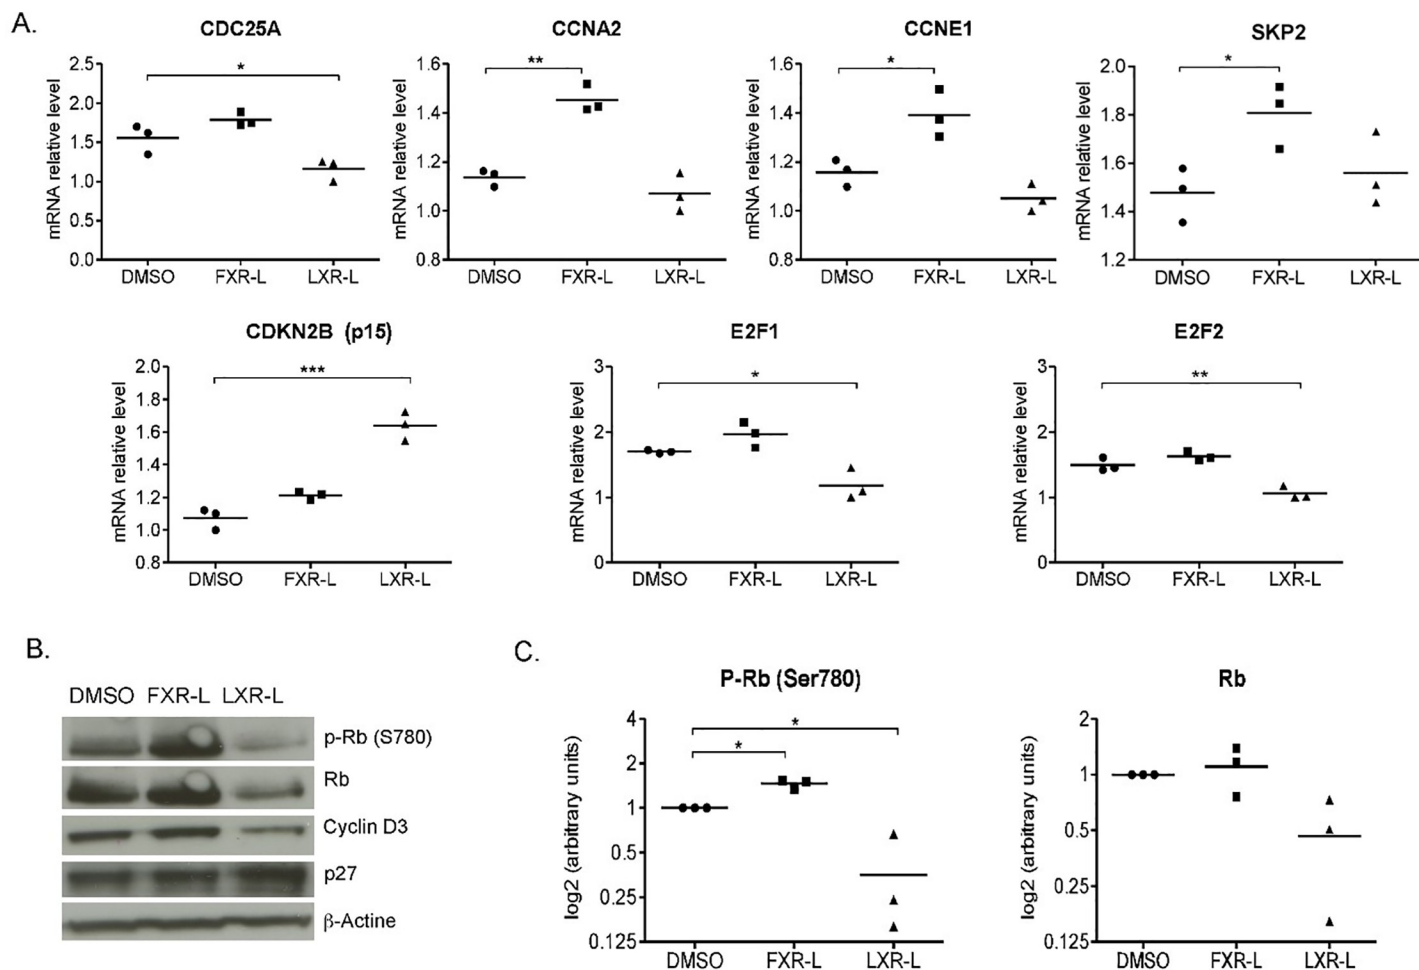 A.
CDC25A
CCNA2
CCNE1
SKP2
mRNA relative level
2.5
2.0
1.5
1.0
0.5
0.0
*
DMSO FXR-L LXR-L
mRNA relative level
1.6
1.4
1.2
1.0
0.8
**
DMSO FXR-L LXR-L
mRNA relative level
1.6
1.4
1.2
1.0
0.8
*
DMSO FXR-L LXR-L
mRNA relative level
2.0
1.8
1.6
1.4
1.2
*
DMSO FXR-L LXR-L
CDKN2B (p15)
E2F1
E2F2
mRNA relative level
2.0
1.8
1.6
1.4
1.2
1.0
0.8
***
DMSO FXR-L LXR-L
mRNA relative level
3
2
1
0
*
DMSO FXR-L LXR-L
mRNA relative level
3
2
1
0
**
DMSO FXR-L LXR-L
B.
DMSO FXR-L LXR-L
p-Rb (S780)
Rb
Cyclin D3
p27
β-Actine
C.
P-Rb (Ser780)
log2 (arbitrary units)
4
2
1
0.5
0.25
0.125
*
*
DMSO FXR-L LXR-L
Rb
log2 (arbitrary units)
2
1
0.5
0.25
0.125
DMSO FXR-L LXR-L